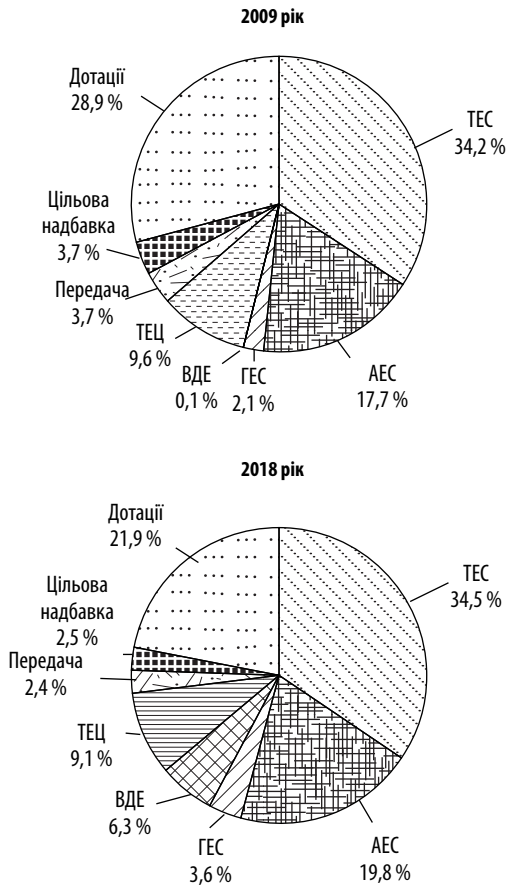 2009 рік
Дотації
28,9 %
ТЕС
34,2 %
Цільова
надбавка
3,7 %
Передача
3,7 %
ТЕЦ
9,6 %
ВДЕ
0,1 %
ГЕС
2,1 %
АЕС
17,7 %
2018 рік
Дотації
21,9 %
ТЕС
34,5 %
Цільова
надбавка
2,5 %
Передача
2,4 %
ТЕЦ
9,1 %
ВДЕ
6,3 %
ГЕС
3,6 %
АЕС
19,8 %